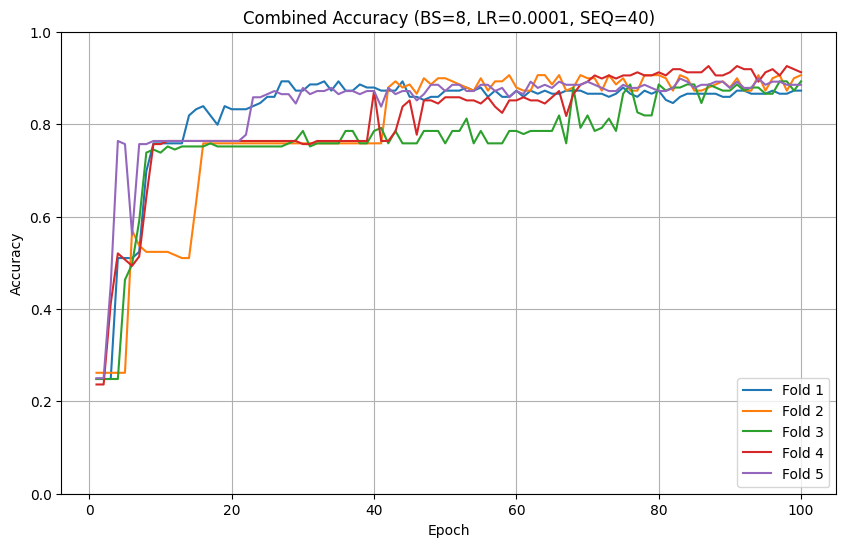 Combined Accuracy (BS=8, LR=0.0001, SEQ=40)
1.0
0.8
0.6
0.4
0.2
0.0
Accuracy
0 20 40 60 80 100
Epoch
Fold 1
Fold 2
Fold 3
Fold 4
Fold 5